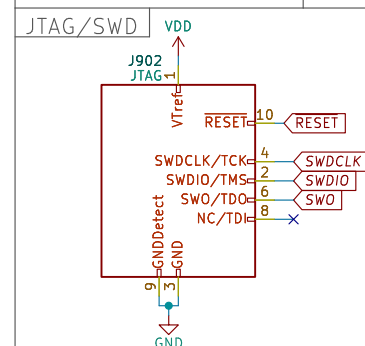 JTAG/SWD
VDD
J902
JTAG
1
VTref
RESET
10
RESET
SWDCLK/TCK
4
SWDCLK
SWDIO/TMS
2
SWDIO
SWO/TDO
6
SWO
NC/TDI
8
GNDDetect
GND
9
3
GND